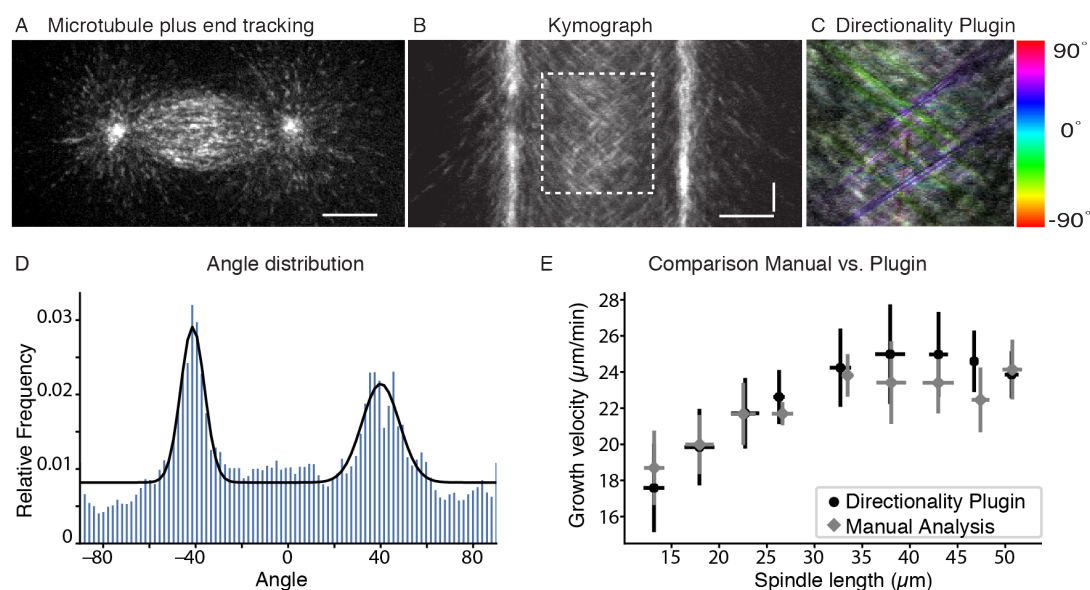 A Microtubule plus end tracking
B Kymograph
C Directionality Plugin
90°
0°
-90°
D Angle distribution
Relative Frequency
0.03
0.02
0.01
0
−80
−40
0
40
80
Angle
E Comparison Manual vs. Plugin
Growth velocity (µm/min)
28
26
24
22
20
18
16
15
20
25
30
35
40
45
50
Spindle length (µm)
Directionality Plugin
Manual Analysis